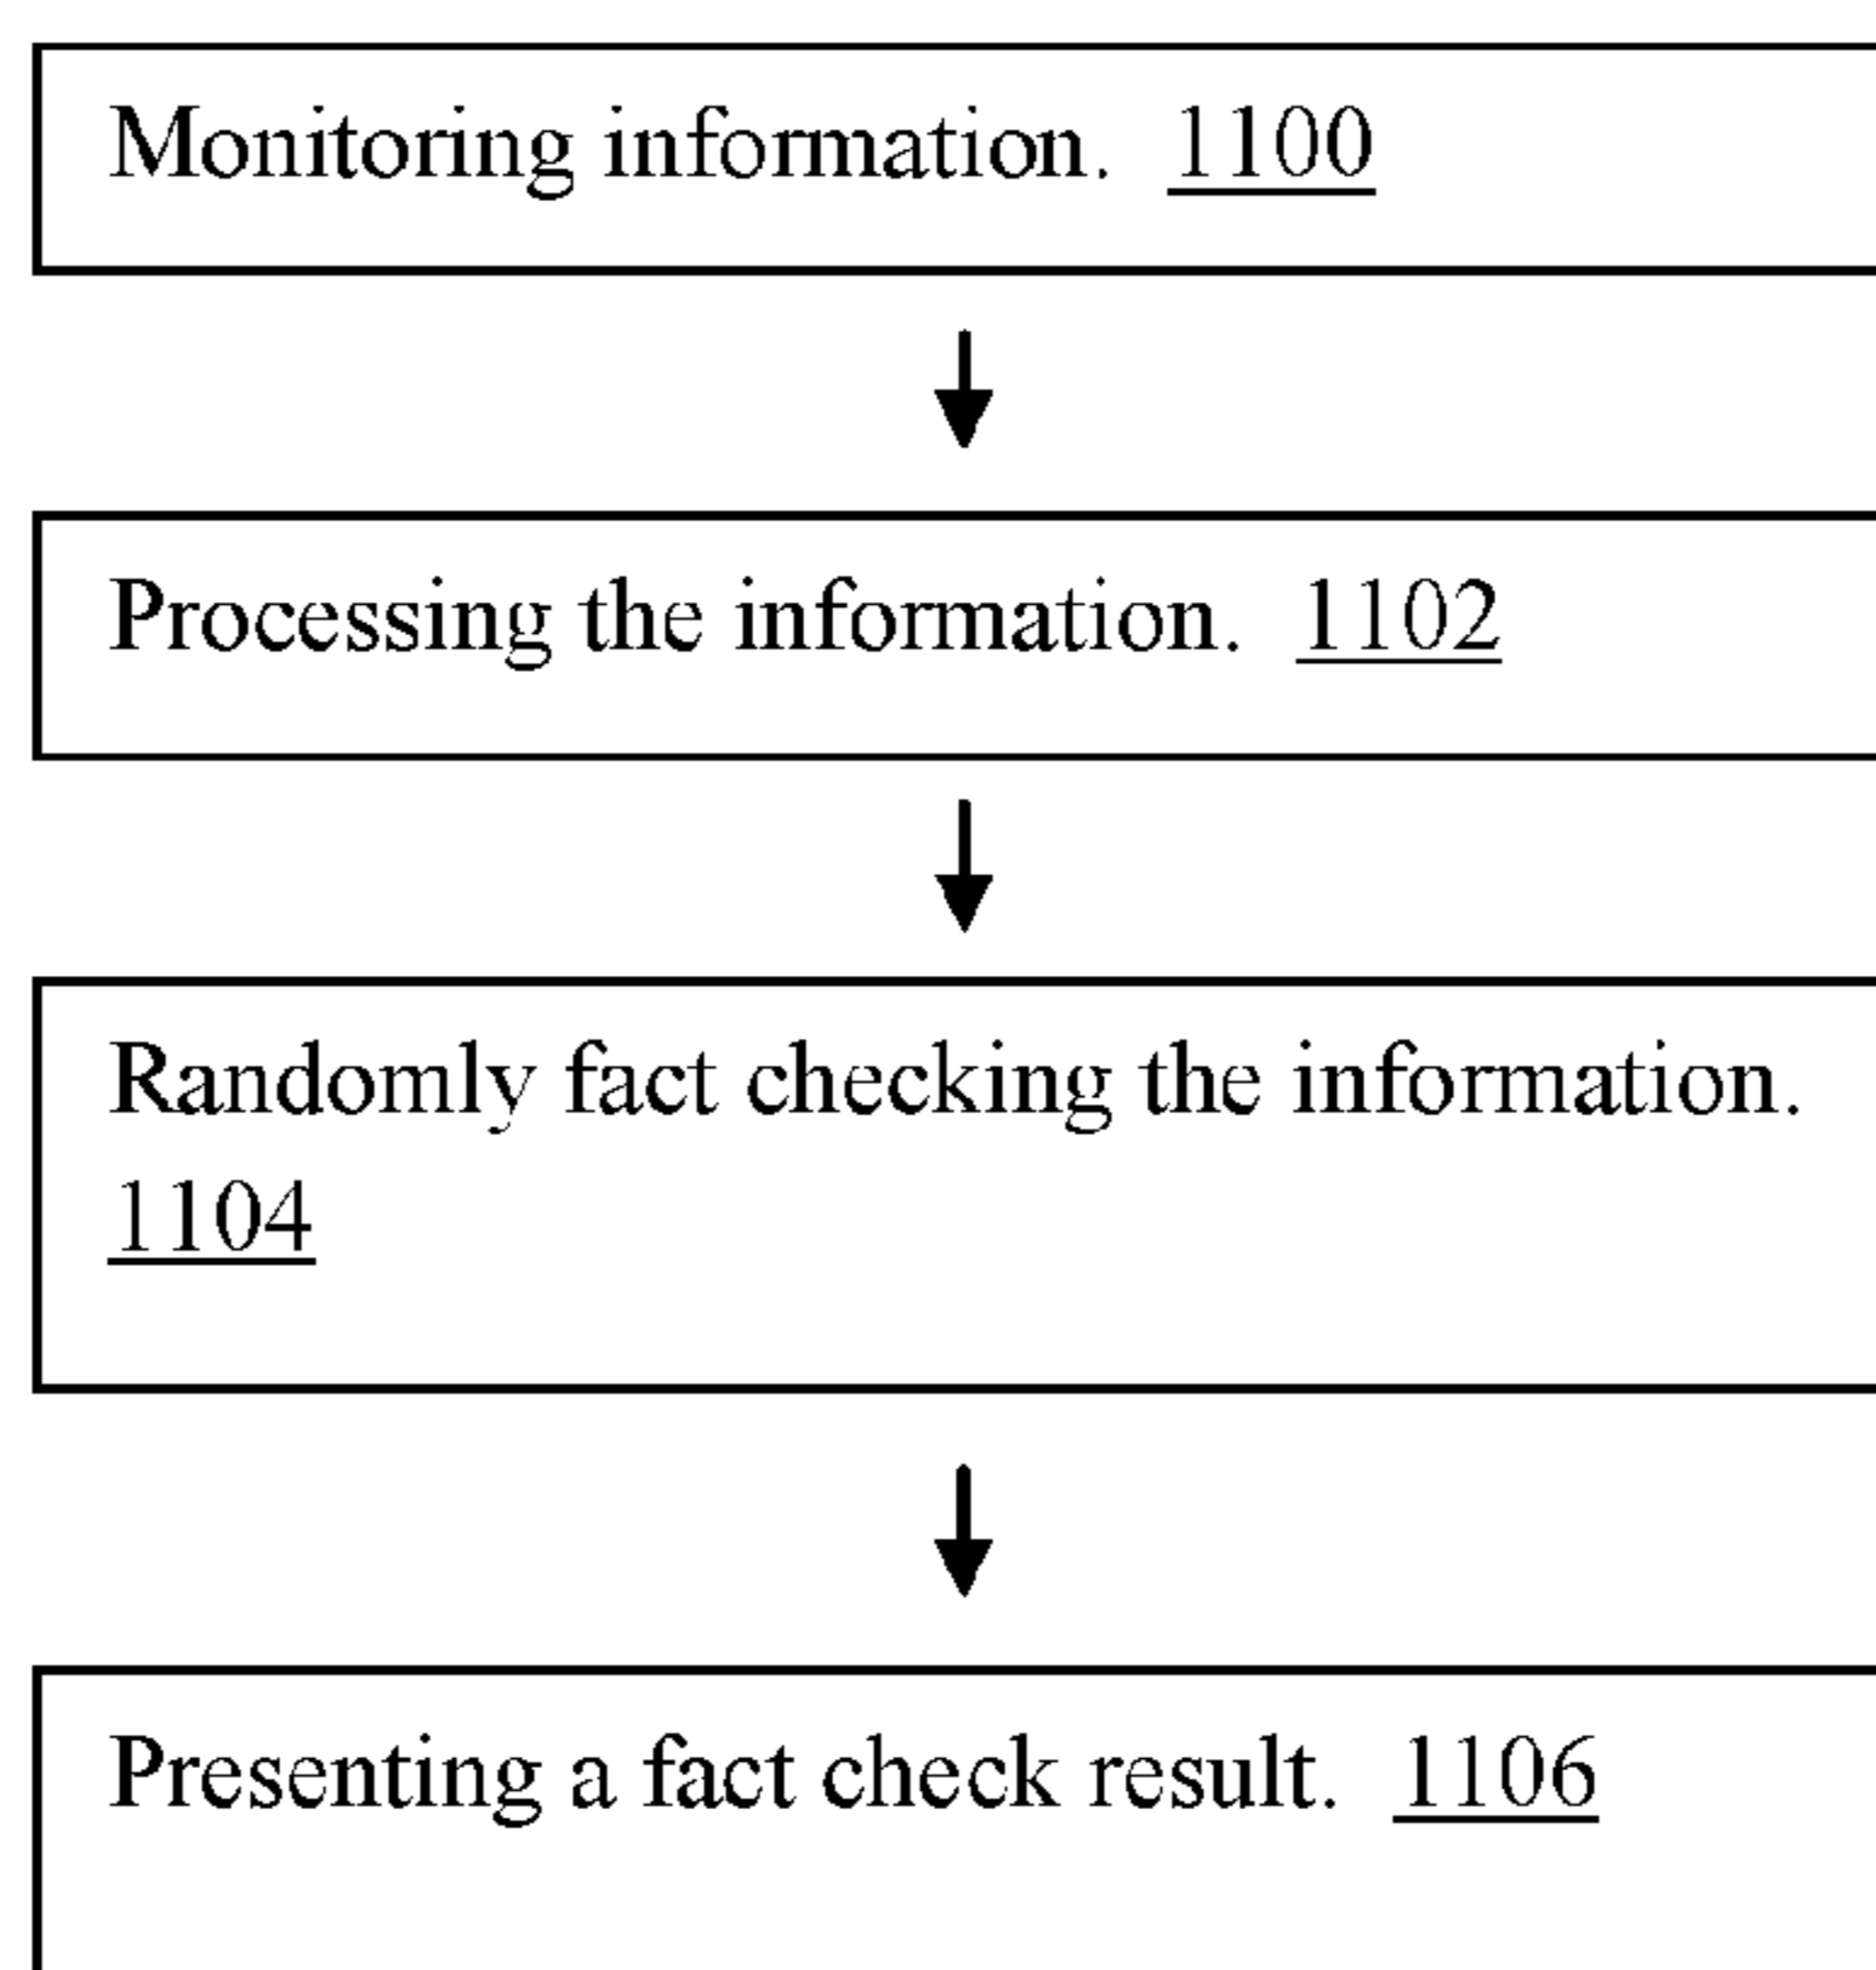 Monitoring information. 1100
Processing the information. 1102
Randomly fact checking the information.
1104
Presenting a fact check result. 1106